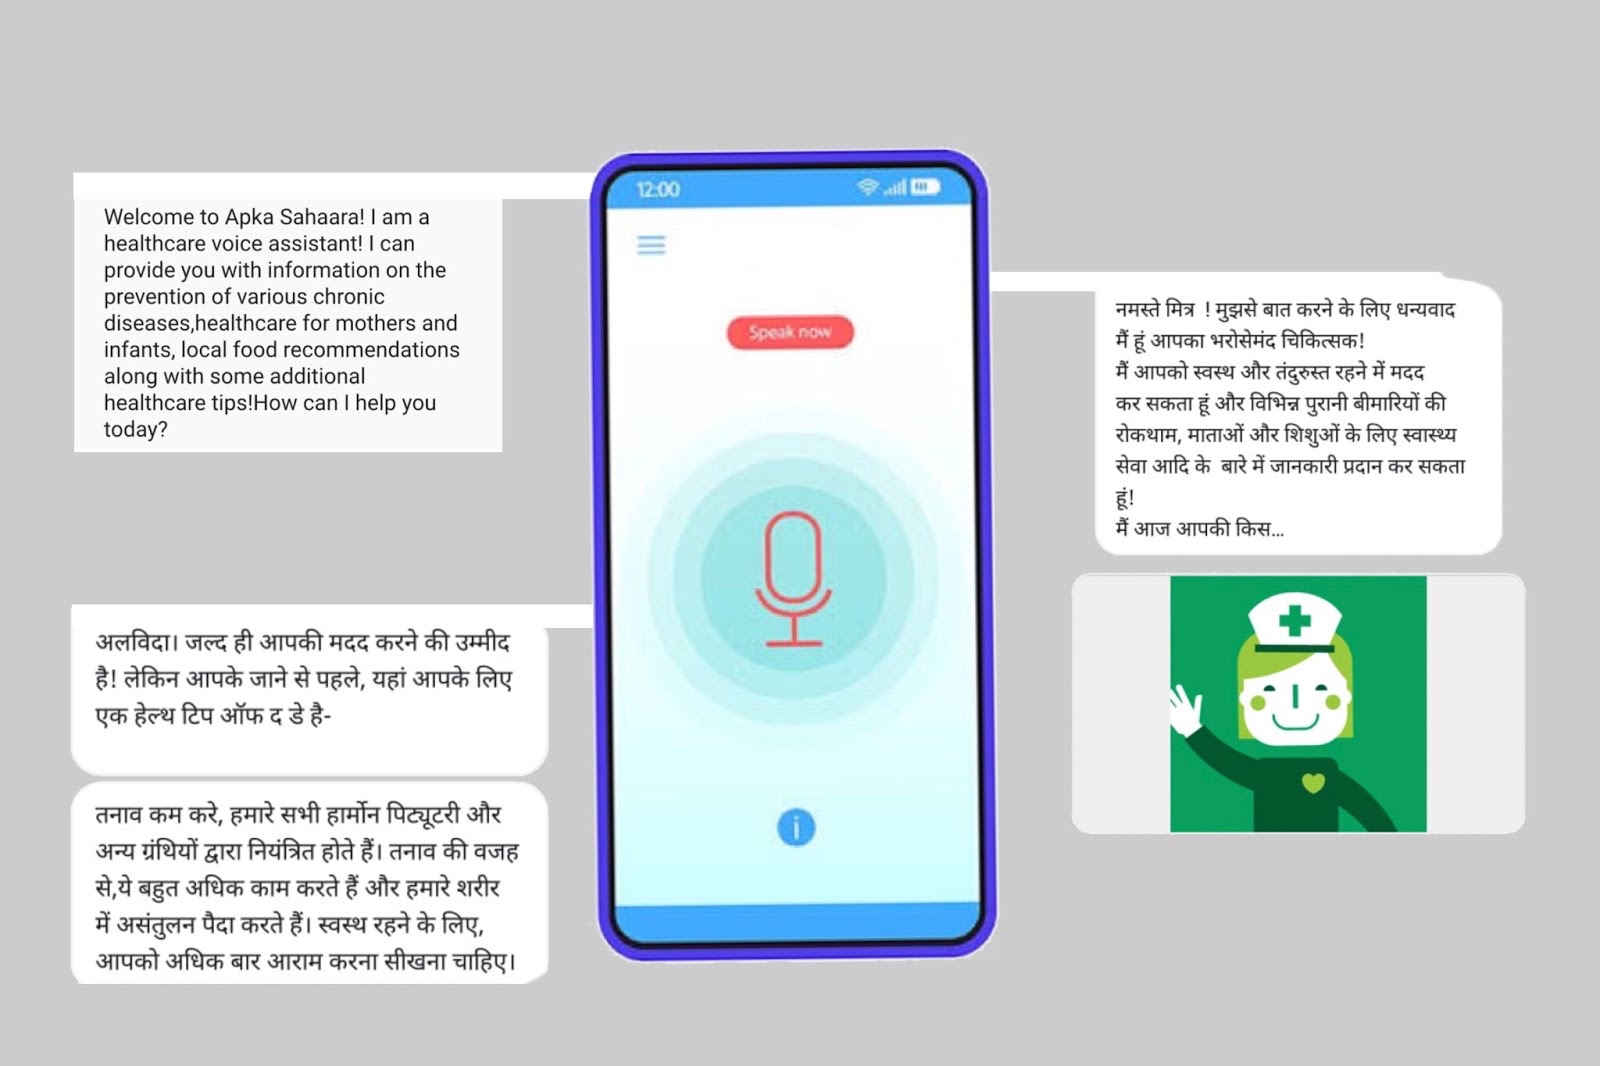 Welcome to Apka Sahaara! I am a
healthcare voice assistant! I can
provide you with information on the
prevention of various chronic
diseases,healthcare for mothers and
infants, local food recommendations
along with some additional
healthcare tips!How can I help you
today?
12:00
Speak now
i
नमस्ते मित्र ! मुझसे बात करने के लिए धन्यवाद
मैं हूं आपका भरोसेमंद चिकित्सक!
मैं आपको स्वस्थ और तंदुरुस्त रहने में मदद
कर सकता हूं और विभिन्न पुरानी बीमारियों की
रोकथाम, माताओं और शिशुओं के लिए स्वास्थ्य
सेवा आदि के बारे में जानकारी प्रदान कर सकता
हूं!
मैं आज आपकी किस...
अलविदा। जल्द ही आपकी मदद करने की उम्मीद
है! लेकिन आपके जाने से पहले, यहां आपके लिए
एक हेल्थ टिप ऑफ द डे है-
तनाव कम करे, हमारे सभी हार्मोन पिट्यूटरी और
अन्य ग्रंथियों द्वारा नियंत्रित होते हैं। तनाव की वजह
से,ये बहुत अधिक काम करते हैं और हमारे शरीर
में असंतुलन पैदा करते हैं। स्वस्थ रहने के लिए,
आपको अधिक बार आराम करना सीखना चाहिए।